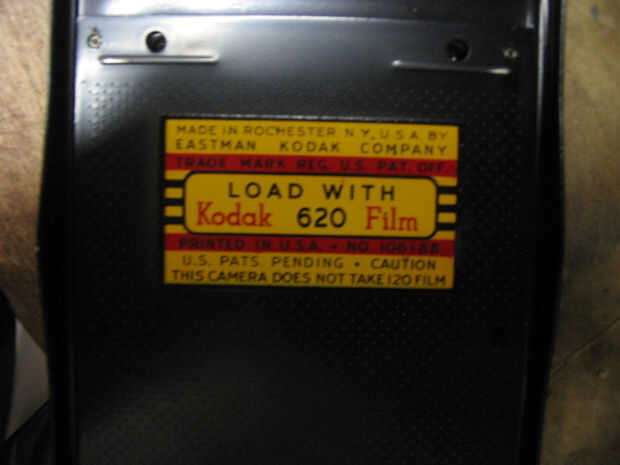 MADE IN ROCHESTER, N.Y., U.S.A. BY
EASTMAN KODAK COMPANY
TRADE MARK REG. U.S. PAT. OFF.
LOAD WITH
Kodak 620 Film
PRINTED IN U.S.A. • NO.
U.S. PATS. PENDING • CAUTION
THIS CAMERA DOES NOT TAKE 120 FILM